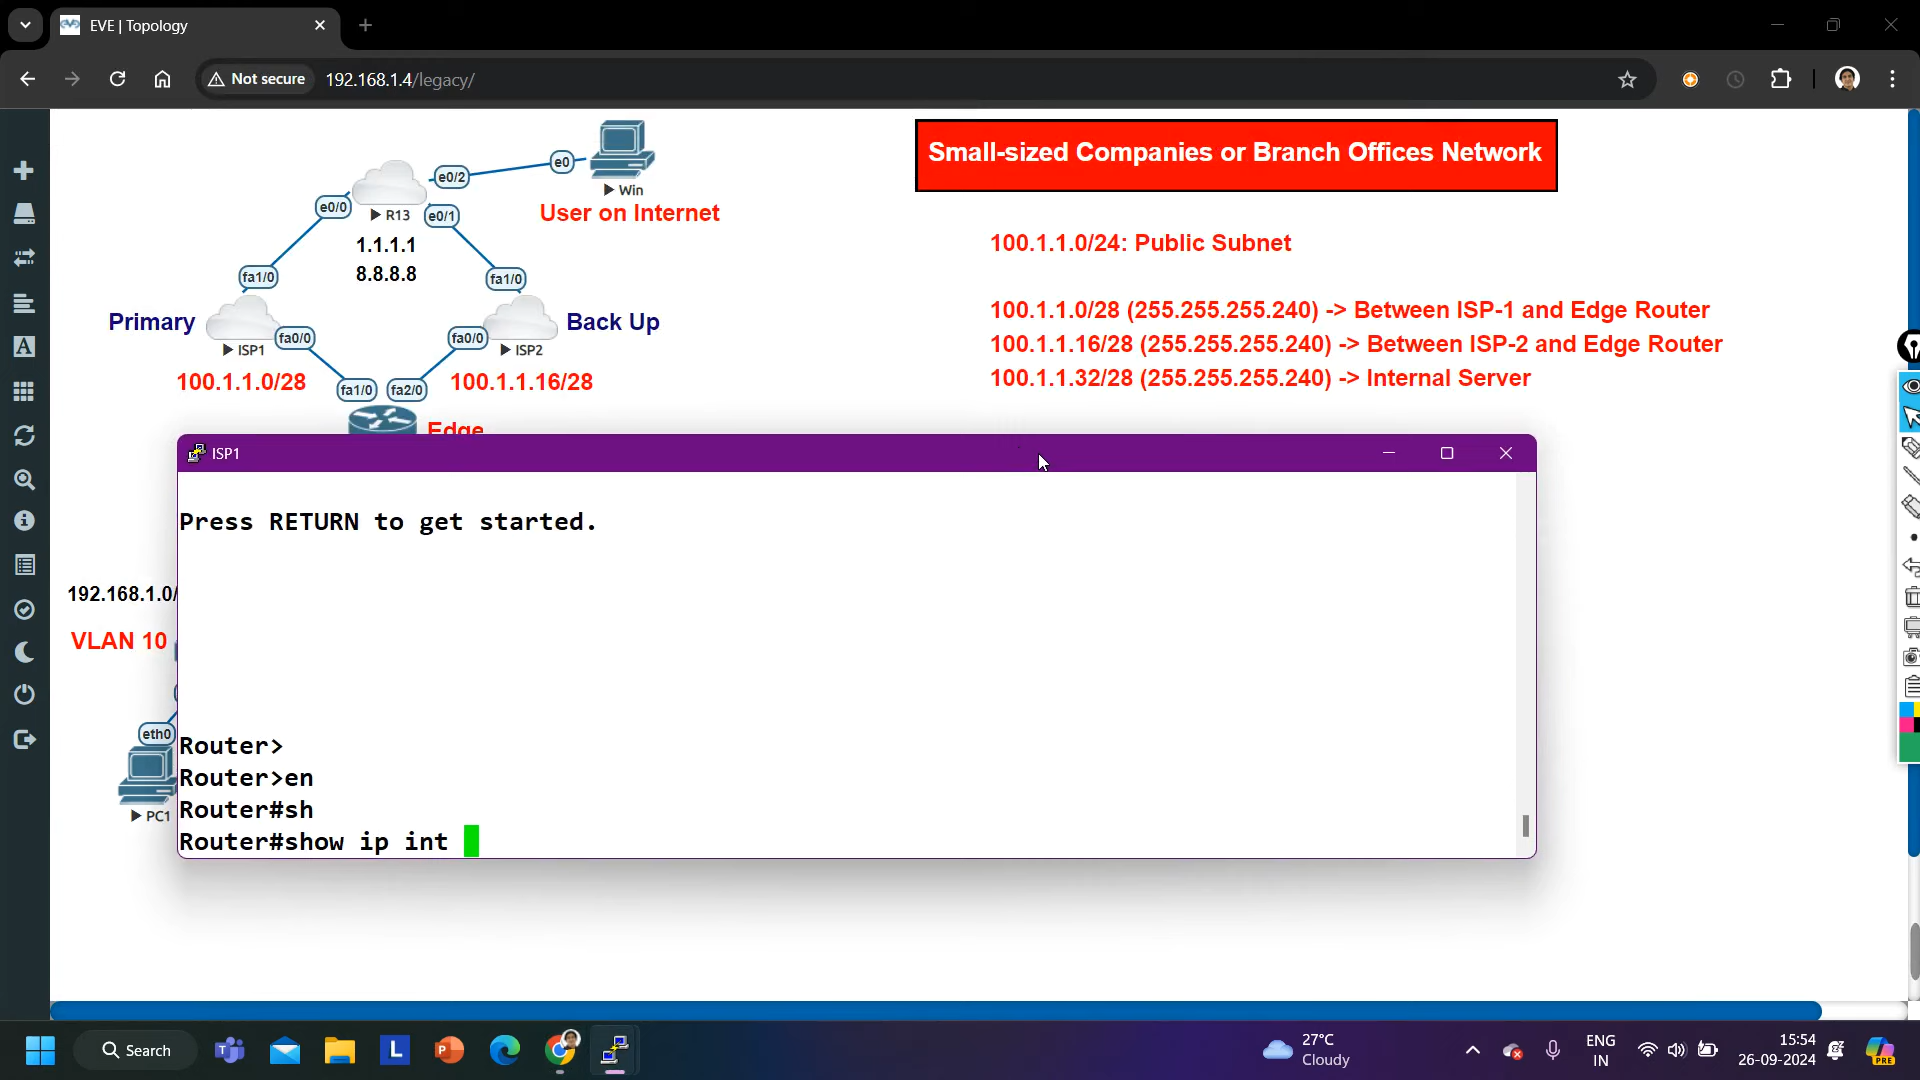 EVE | Topology
Not secure
192.168.1.4/legacy/
Small-sized Companies or Branch Offices Network
e0/2
e0
Win
User on Internet
e0/0
R13
e0/1
1.1.1.1
8.8.8.8
100.1.1.0/24: Public Subnet
fa1/0
fa1/0
Primary
fa0/0
ISP1
fa0/0
Back Up
ISP2
100.1.1.0/28 (255.255.255.240) -> Between ISP-1 and Edge Router
100.1.1.16/28 (255.255.255.240) -> Between ISP-2 and Edge Router
100.1.1.32/28 (255.255.255.240) -> Internal Server
100.1.1.0/28
fa1/0
fa2/0
100.1.1.16/28
Edge
ISP1
Press RETURN to get started.
192.168.1.0/
VLAN 10
eth0
PC1
Router>
Router>en
Router#sh
Router#show ip int
Search
27°C
Cloudy
ENG
IN
15:54
26-09-2024
PRE